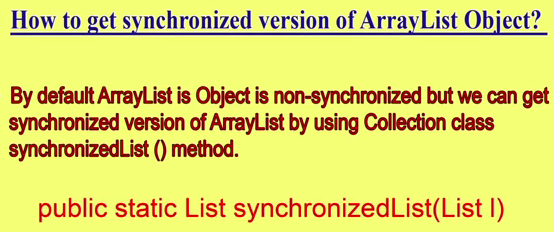 How to get synchronized version of ArrayList Object?
By default ArrayList is Object is non-synchronized but we can get
synchronized version of ArrayList by using Collection class
synchronizedList () method.
public static List synchronizedList(List l)